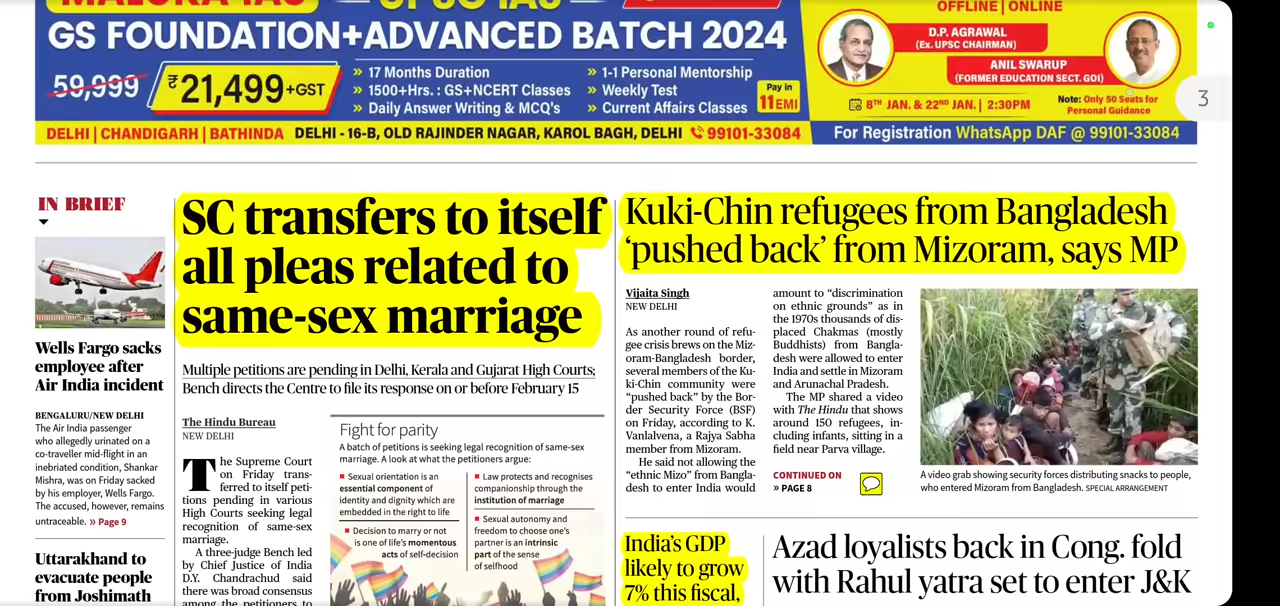 OFFLINE | ONLINE
GS FOUNDATION+ADVANCED BATCH 2024
59,999
₹21,499+GST
» 17 Months Duration
» 1500+Hrs. : GS+NCERT Classes
» Daily Answer Writing & MCQ's
» 1-1 Personal Mentorship
» Weekly Test
» Current Affairs Classes
Pay in
11 EMI
D.P. AGRAWAL
(Ex. UPSC CHAIRMAN)
ANIL SWARUP
(FORMER EDUCATION SECT. GOI)
8TH JAN. & 22ND JAN. | 2:30PM
Note: Only 50 Seats for
Personal Guidance
3
DELHI | CHANDIGARH | BATHINDA DELHI - 16-B, OLD RAJINDER NAGAR, KAROL BAGH, DELHI 99101-33084
For Registration WhatsApp DAF @ 99101-33084
IN BRIEF
Wells Fargo sacks
employee after
Air India incident
BENGALURU/NEW DELHI
The Air India passenger
who allegedly urinated on a
co-traveller mid-flight in an
inebriated condition, Shankar
Mishra, was on Friday sacked
by his employer, Wells Fargo.
The accused, however, remains
untraceable. » Page 9
Uttarakhand to
evacuate people
from Joshimath
SC transfers to itself
all pleas related to
same-sex marriage
Multiple petitions are pending in Delhi, Kerala and Gujarat High Courts;
Bench directs the Centre to file its response on or before February 15
The Hindu Bureau
NEW DELHI
The Supreme Court
on Friday trans-
ferred to itself peti-
tions pending in various
High Courts seeking legal
recognition of same-sex
marriage.
A three-judge Bench led
by Chief Justice of India
D.Y. Chandrachud said
there was broad consensus
among the petitioners to
Fight for parity
A batch of petitions is seeking legal recognition of same-sex
marriage. A look at what the petitioners argue:
Sexual orientation is an
essential component of
identity and dignity which are
embedded in the right to life
Decision to marry or not
is one of life's momentous
acts of self-decision
Law protects and recognises
companionship through the
institution of marriage
Sexual autonomy and
freedom to choose one's
partner is an intrinsic
part of the sense
of selfhood
Kuki-Chin refugees from Bangladesh
‘pushed back’ from Mizoram, says MP
Vijaita Singh
NEW DELHI
As another round of refu-
gee crisis brews on the Miz-
oram-Bangladesh border,
several members of the Ku-
ki-Chin community were
“pushed back” by the Bor-
der Security Force (BSF)
on Friday, according to K.
Vanlalvena, a Rajya Sabha
member from Mizoram.
He said not allowing the
“ethnic Mizo” from Bangla-
desh to enter India would
amount to “discrimination
on ethnic grounds” as in
the 1970s thousands of dis-
placed Chakmas (mostly
Buddhists) from Bangla-
desh were allowed to enter
India and settle in Mizoram
and Arunachal Pradesh.
The MP shared a video
with The Hindu that shows
around 150 refugees, in-
cluding infants, sitting in a
field near Parva village.
CONTINUED ON
» PAGE 8
A video grab showing security forces distributing snacks to people,
who entered Mizoram from Bangladesh. SPECIAL ARRANGEMENT
India's GDP
likely to grow
7% this fiscal,
Azad loyalists back in Cong. fold
with Rahul yatra set to enter J&K